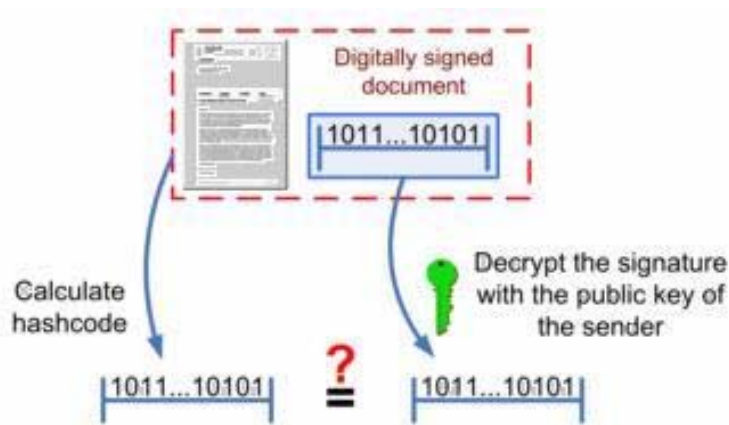 Digitally signed
document
1011...10101
Calculate
hashcode
Decrypt the signature
with the public key of
the sender
1011...10101
?
=
1011...10101